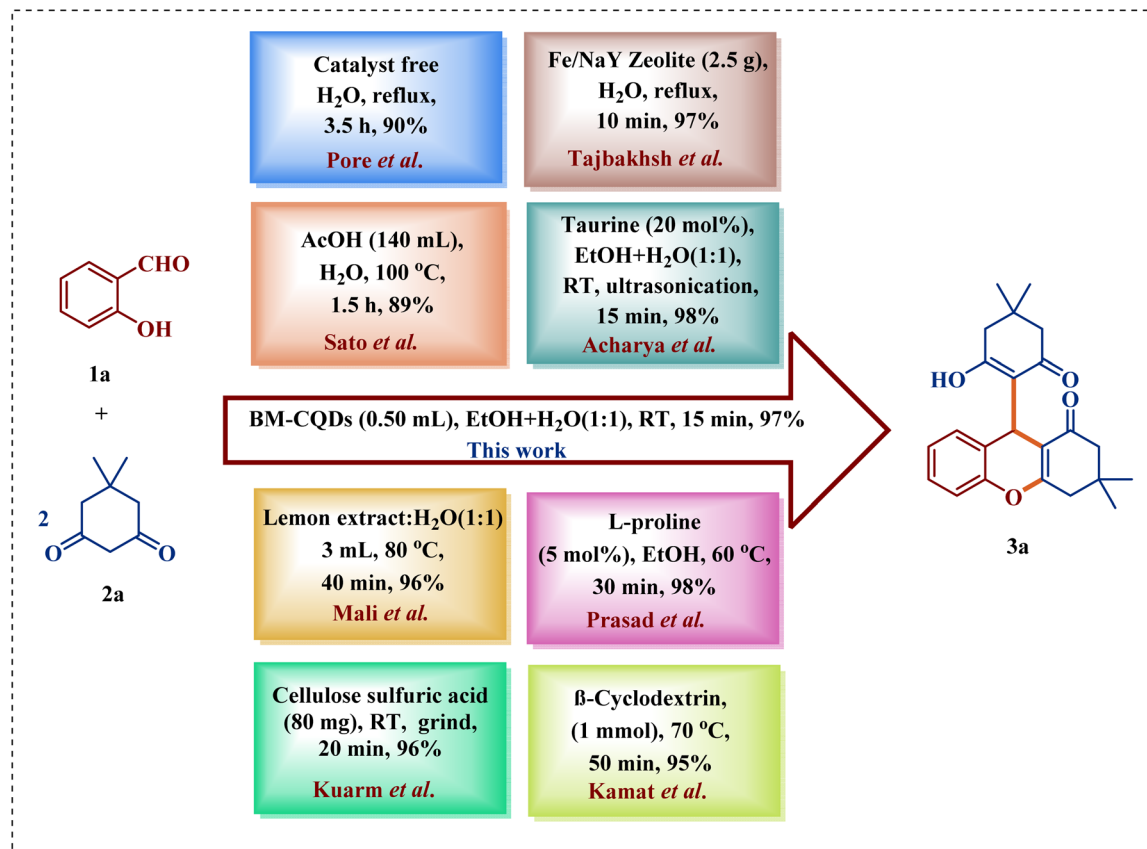 Catalyst free
H₂O, reflux,
3.5 h, 90%
Pore et al.
Fe/NaY Zeolite (2.5 g),
H₂O, reflux,
10 min, 97%
Tajbakhsh et al.
AcOH (140 mL),
H₂O, 100 °C,
1.5 h, 89%
Sato et al.
Taurine (20 mol%),
EtOH+H₂O(1:1),
RT, ultrasonication,
15 min, 98%
Acharya et al.
CHO
OH
1a
+
2
O
O
2a
BM-CQDs (0.50 mL), EtOH+H₂O(1:1), RT, 15 min, 97%
This work
HO
O
O
O
3a
Lemon extract:H₂O(1:1)
3 mL, 80 °C,
40 min, 96%
Mali et al.
L-proline
(5 mol%), EtOH, 60 °C,
30 min, 98%
Prasad et al.
Cellulose sulfuric acid
(80 mg), RT, grind,
20 min, 96%
Kuarm et al.
ß-Cyclodextrin,
(1 mmol), 70 °C,
50 min, 95%
Kamat et al.